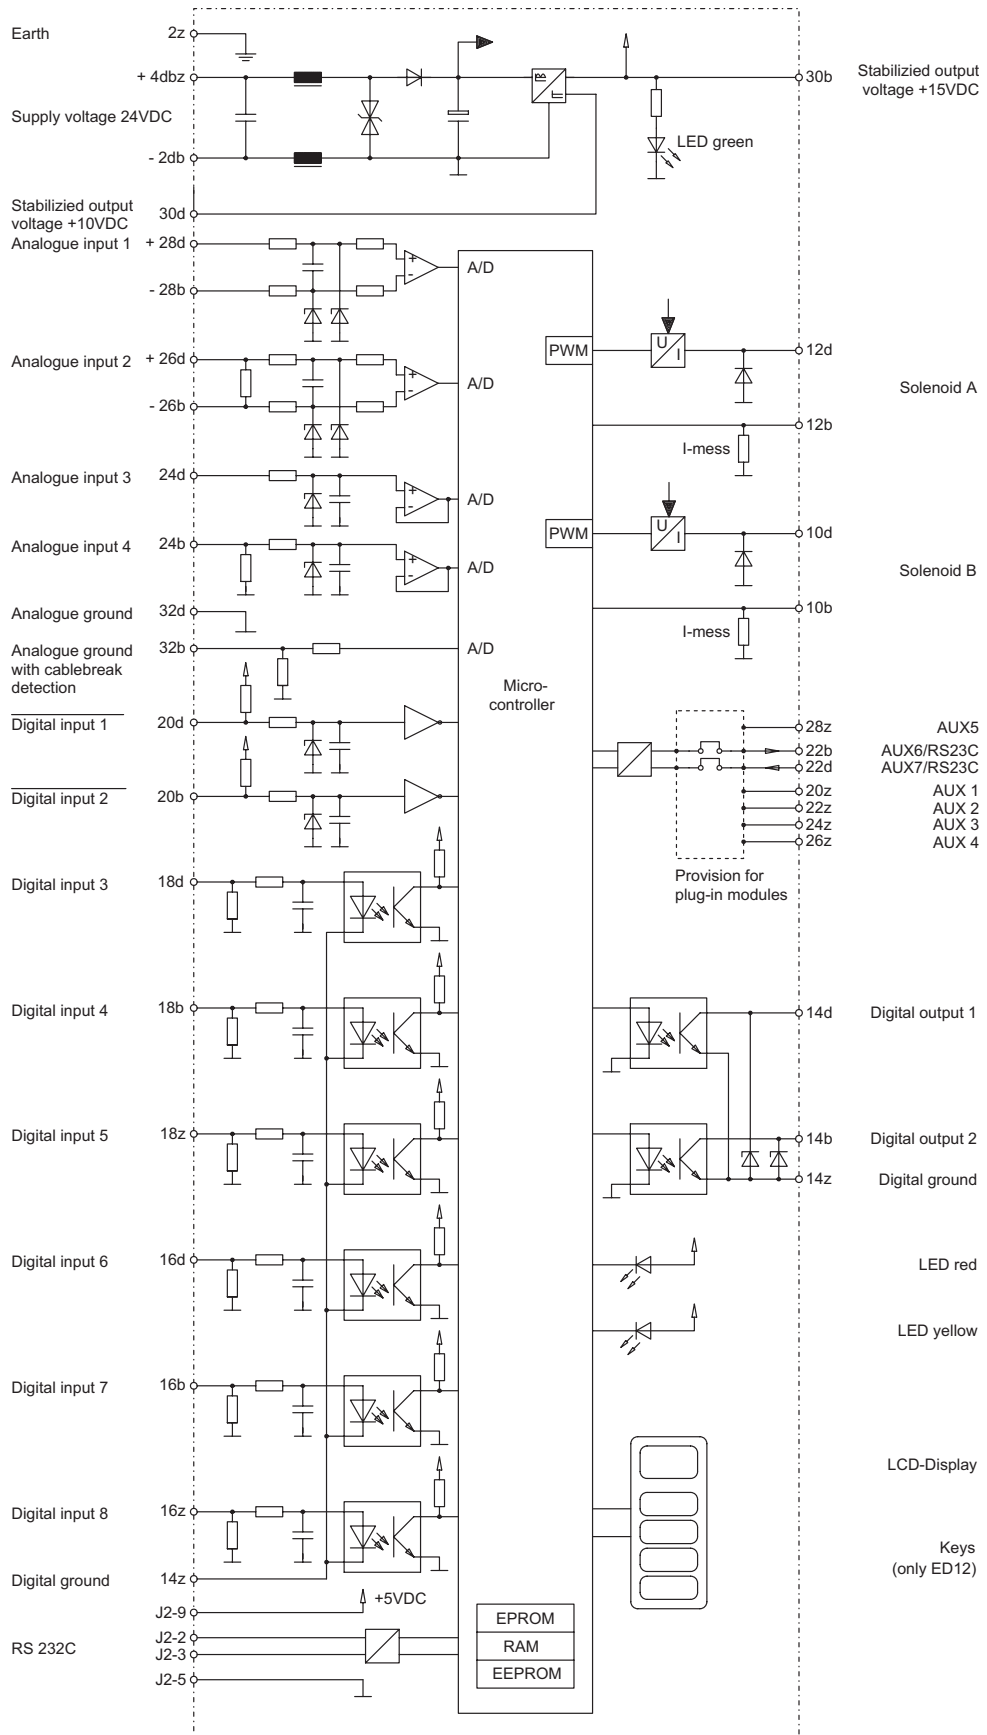 Earth 2z
+ 4dbz
Supply voltage 24VDC
- 2db
30b Stabilizied output
voltage +15VDC
LED green
Stabilizied output
voltage +10VDC 30d
Analogue input 1 + 28d
+
-
A/D
- 28b
Analogue input 2 + 26d
+
-
A/D
- 26b
Analogue input 3 24d
+
-
A/D
Analogue input 4 24b
+
-
A/D
Analogue ground 32d
Analogue ground
with cablebreak
detection
32b
A/D
Digital input 1 20d
Digital input 2 20b
Digital input 3 18d
Digital input 4 18b
Digital input 5 18z
Digital input 6 16d
Digital input 7 16b
Digital input 8 16z
Digital ground 14z
J2-9
+5VDC
RS 232C
J2-2
J2-3
J2-5
Micro-
controller
EPROM
RAM
EEPROM
PWM
U
I
12d
Solenoid A
12b
I-mess
PWM
U
I
10d
Solenoid B
10b
I-mess
28z AUX5
22b AUX6/RS23C
22d AUX7/RS23C
20z AUX 1
22z AUX 2
24z AUX 3
26z AUX 4
Provision for
plug-in modules
14d Digital output 1
14b Digital output 2
14z Digital ground
LED red
LED yellow
LCD-Display
Keys
(only ED12)